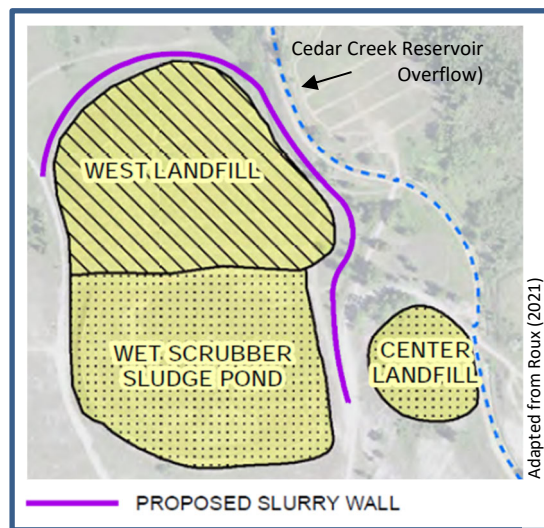 Cedar Creek Reservoir
Overflow)
WEST LANDFILL
WET SCRUBBER
SLUDGE POND
CENTER
LANDFILL
Adapted from Roux (2021)
PROPOSED SLURRY WALL